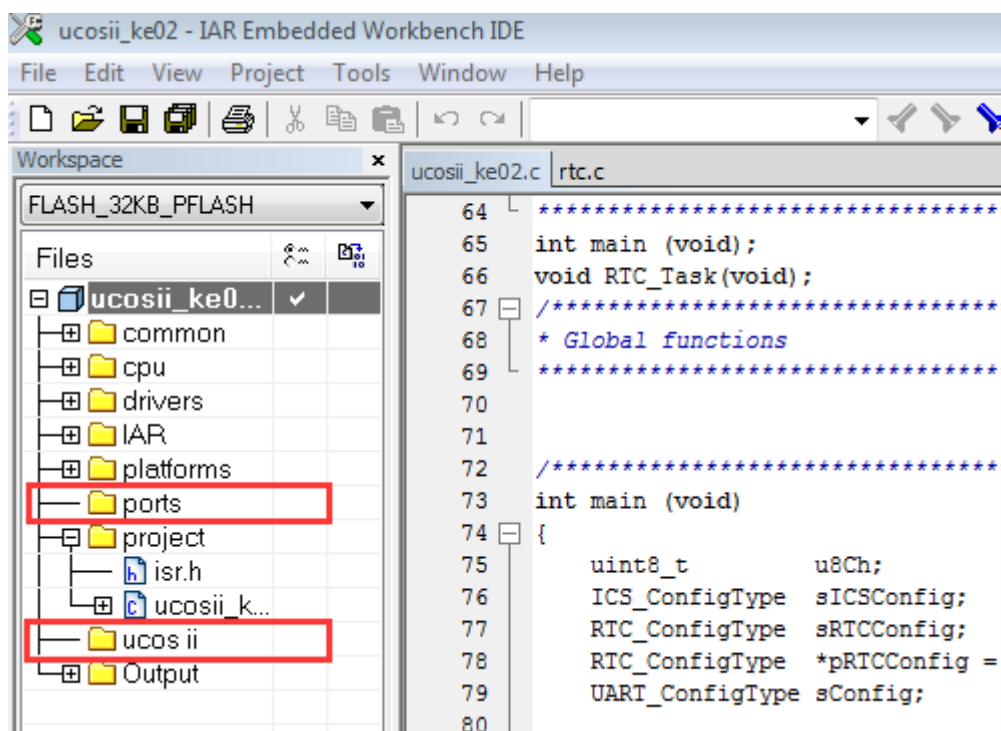 ucosii_ke02 - IAR Embedded Workbench IDE
File Edit View Project Tools Window Help
Workspace x
FLASH_32KB_PFLASH
Files
ucosii_ke0...
common
cpu
drivers
IAR
platforms
ports
project
isr.h
ucosii_k...
ucos ii
Output
ucosii_ke02.c rtc.c
64 *********************************
65 int main (void);
66 void RTC_Task(void);
67 /********************************
68 * Global functions
69 *********************************
70
71
72 /********************************
73 int main (void)
74 {
75 uint8_t u8Ch;
76 ICS_ConfigType sICSConfig;
77 RTC_ConfigType sRTCConfig;
78 RTC_ConfigType *pRTCConfig =
79 UART_ConfigType sConfig;
80